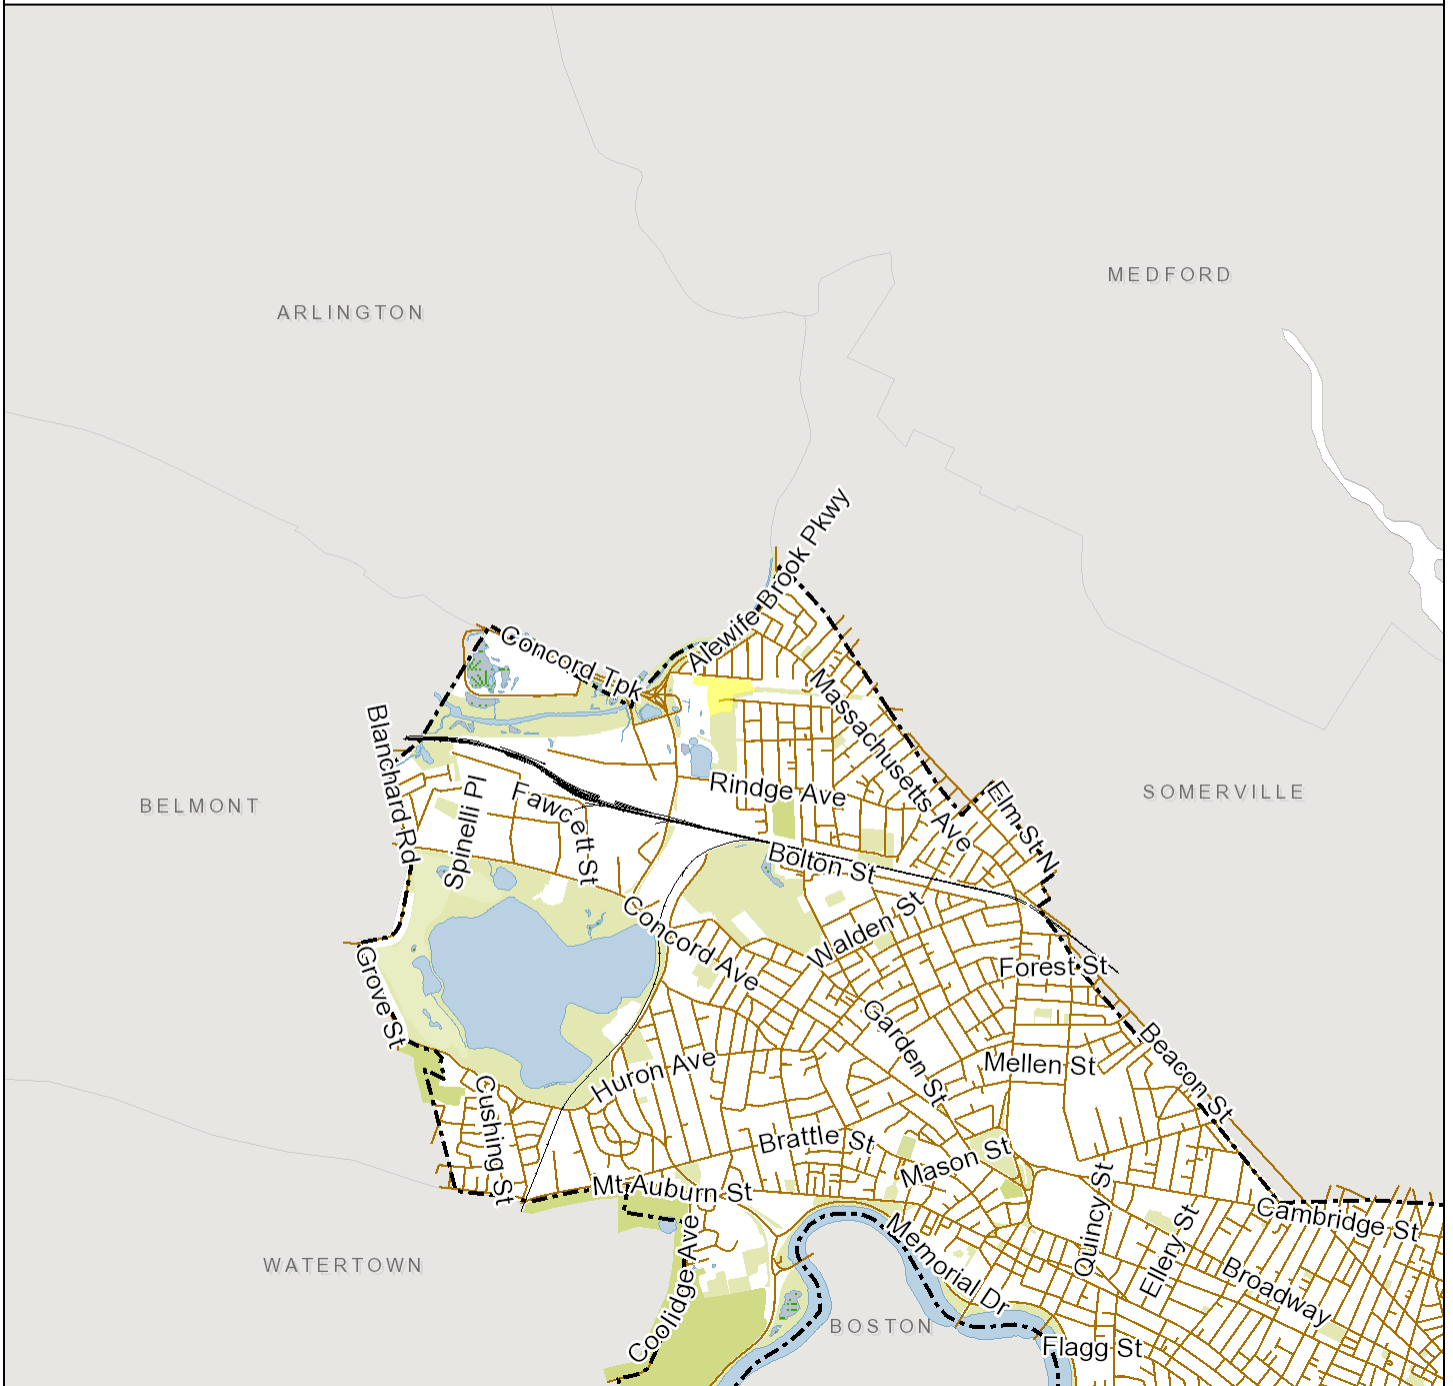 MEDFORD
ARLINGTON
Alewife Brook Pkwy
Concord Tpk
Massachusetts Ave
Blanchard Rd
Rindge Ave
Elm St N
SOMERVILLE
BELMONT
Spinelli Pl
Fawcett St
Bolton St
Walden St
Concord Ave
Forest St
Grove St
Garden St
Beacon St
Mellen St
Huron Ave
Cushing St
Brattle St
Mason St
Mt Auburn St
Quincy St
Ellery St
Cambridge St
Memorial Dr
Coolidge Ave
WATERTOWN
Broadway
BOSTON
Flagg St